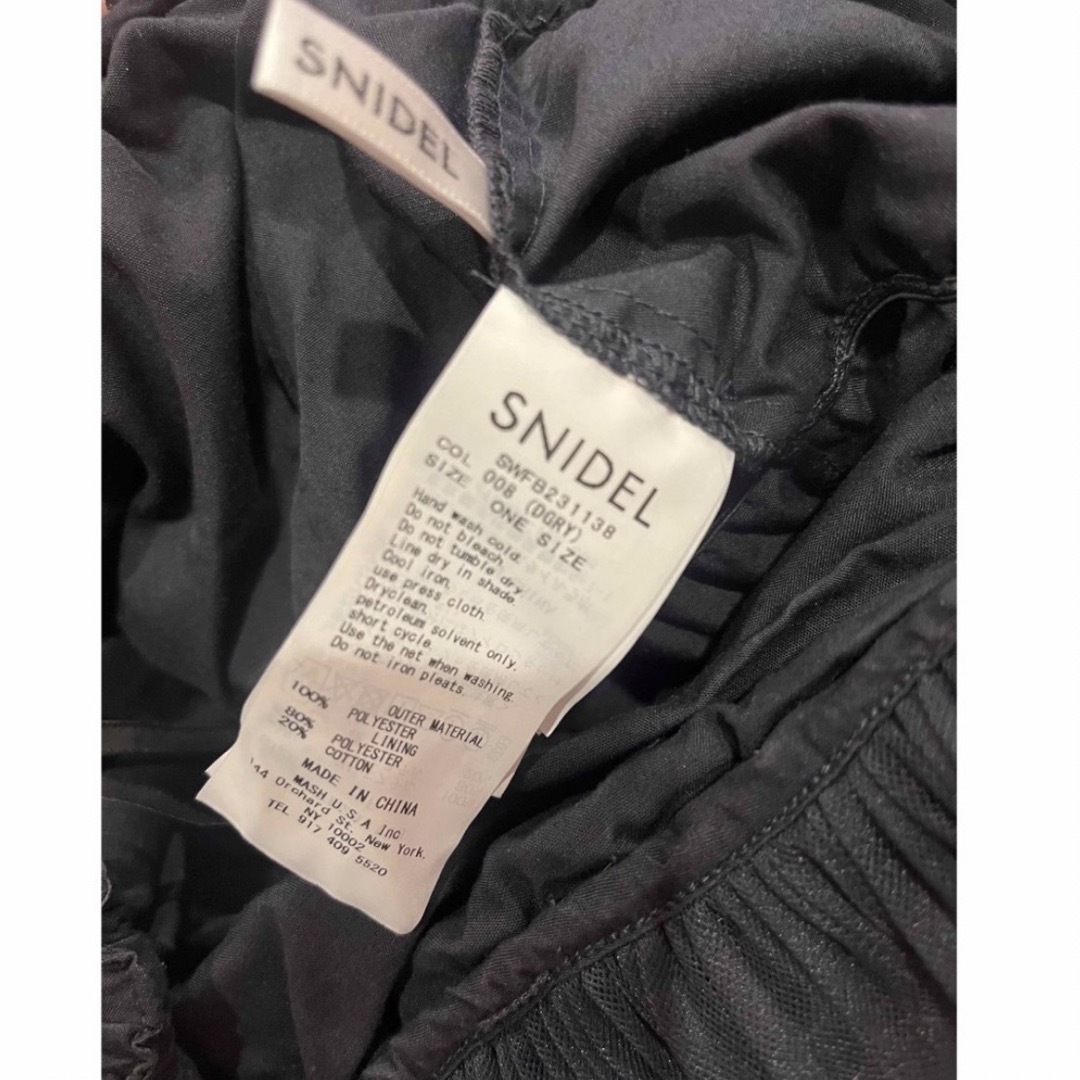 SNIDEL
SNIDEL
SWFB231138
COL 008 (DGRY)
SIZE ONE SIZE
Hand wash cold.
Do not bleach.
Do not tumble dry.
Line dry in shade.
Cool iron.
use press cloth.
Dryclean.
petroleum solvent only.
short cycle.
Use the net when washing.
Do not iron pleats.
OUTER MATERIAL
100% POLYESTER
LINING
80% POLYESTER
20% COTTON
MADE IN CHINA
MASH U.S.A Inc
144 Orchard St. New York.
NY 10002
TEL 917 409 5520